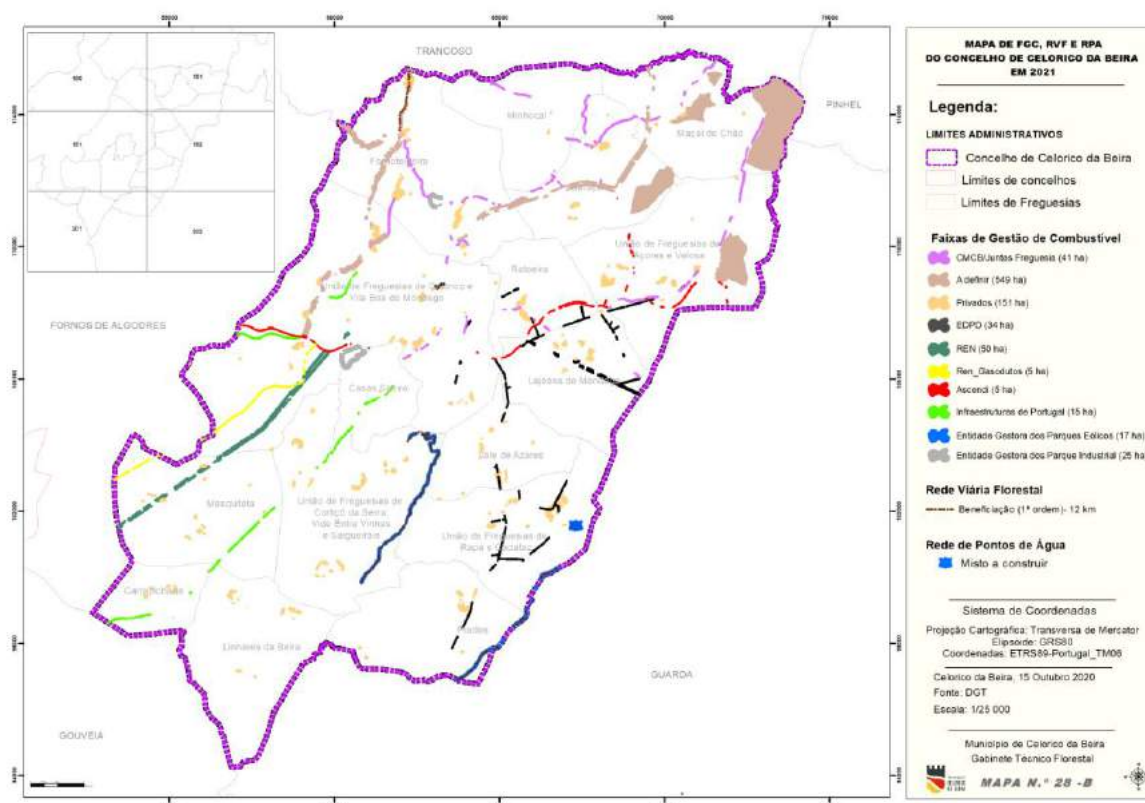 MAPA DE FGC, RVF E RPA
DO CONCELHO DE CELORICO DA BEIRA
EM 2021
Legenda:
LIMITES ADMINISTRATIVOS
Concelho de Celorico da Beira
Limites de concelhos
Limites de Freguesias
Faixas de Gestão de Combustível
CMCB/Juntas Freguesia (41 ha)
A definir (549 ha)
Privados (151 ha)
EDPD (34 ha)
REN (50 ha)
Ren_Gasodutos (5 ha)
Ascendi (5 ha)
Infraestruturas de Portugal (15 ha)
Entidade Gestora dos Parques Eólicos (17 ha)
Entidade Gestora dos Parque Industrial (25 ha)
Rede Viária Florestal
Beneficiação (1ª ordem)- 12 km
Rede de Pontos de Água
Misto a construir
Sistema de Coordenadas
Projeção Cartográfica: Transversa de Mercator
Elipsoide: GRS80
Coordenadas: ETRS89-Portugal_TM06
Celorico da Beira, 15 Outubro 2020
Fonte: DGT
Escala: 1/25 000
Município de Celorico da Beira
Gabinete Técnico Florestal
MAPA N.º 28 -B
TRANCOSO
PINHEL
Minhocal
Maçal do Chão
União de Freguesias de
Açores e Velosa
Ratoeira
União de Freguesias de Celorico e
Vila Boa do Mondego
FORNOS DE ALGODRES
Lajeosa do Mondego
Vale de Azares
Mesquitela
União de Freguesias de
Cortiçô da Beira,
Vide Entre Vinhas
e Salgueirais
União de Freguesias de
Rapa e Cadafaz
Carrapichana
Linhares da Beira
Prados
GUARDA
GOUVEIA